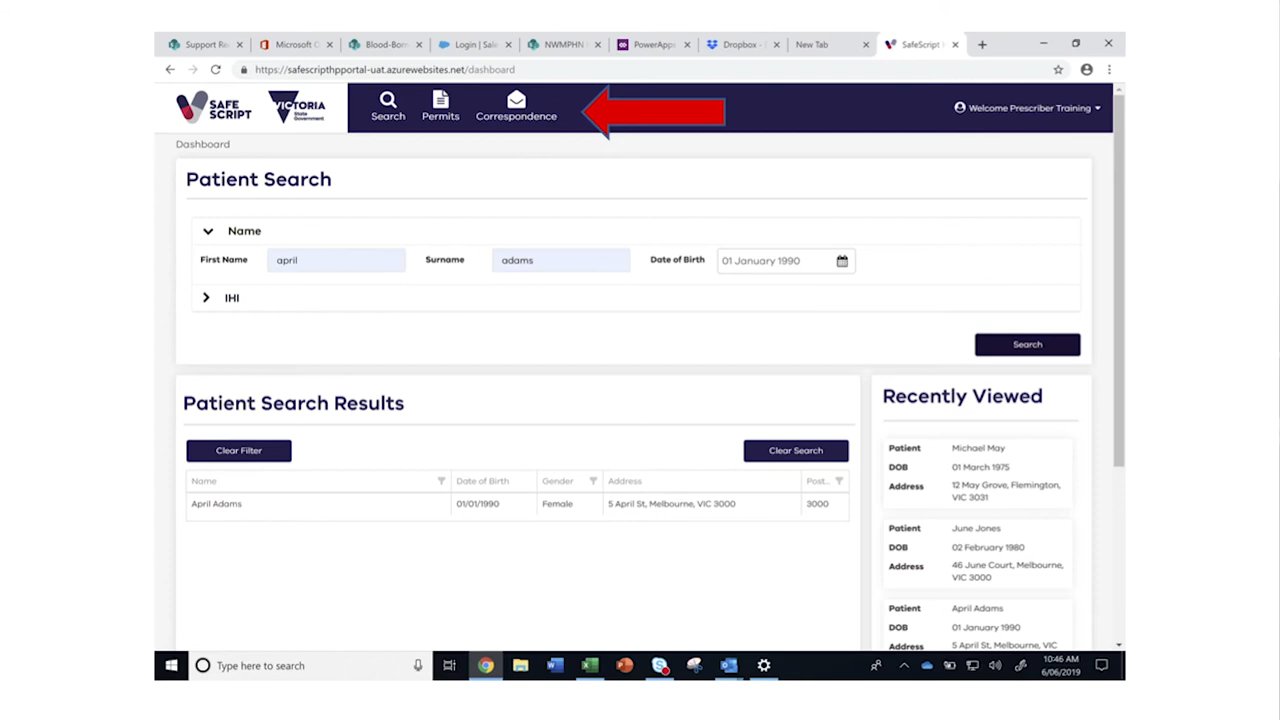 Support Re
Microsoft O
Blood-Born
Login | Sale
NWMPHN
PowerApps
Dropbox - D
New Tab
SafeScript
https://safescripthpportal-uat.azurewebsites.net/dashboard
SAFE
SCRIPT
VICTORIA
State
Government
Search
Permits
Correspondence
Welcome Prescriber Training
Dashboard
Patient Search
Name
First Name april Surname adams Date of Birth 01 January 1990
IHI
Search
Patient Search Results
Clear Filter Clear Search
Name Date of Birth Gender Address Post..
April Adams 01/01/1990 Female 5 April St, Melbourne, VIC 3000 3000
Recently Viewed
Patient Michael May
DOB 01 March 1975
Address 12 May Grove, Flemington,
VIC 3031
Patient June Jones
DOB 02 February 1980
Address 46 June Court, Melbourne,
VIC 3000
Patient April Adams
DOB 01 January 1990
Address 5 April St, Melbourne, VIC
Type here to search
10:46 AM
6/06/2019